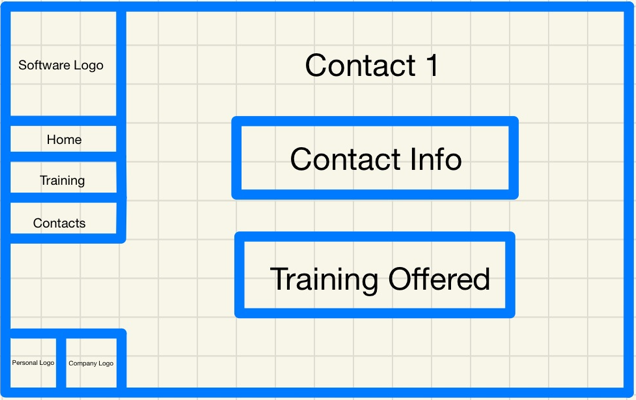 Software Logo
Home
Training
Contacts
Personal Logo
Company Logo
Contact 1
Contact Info
Training Offered